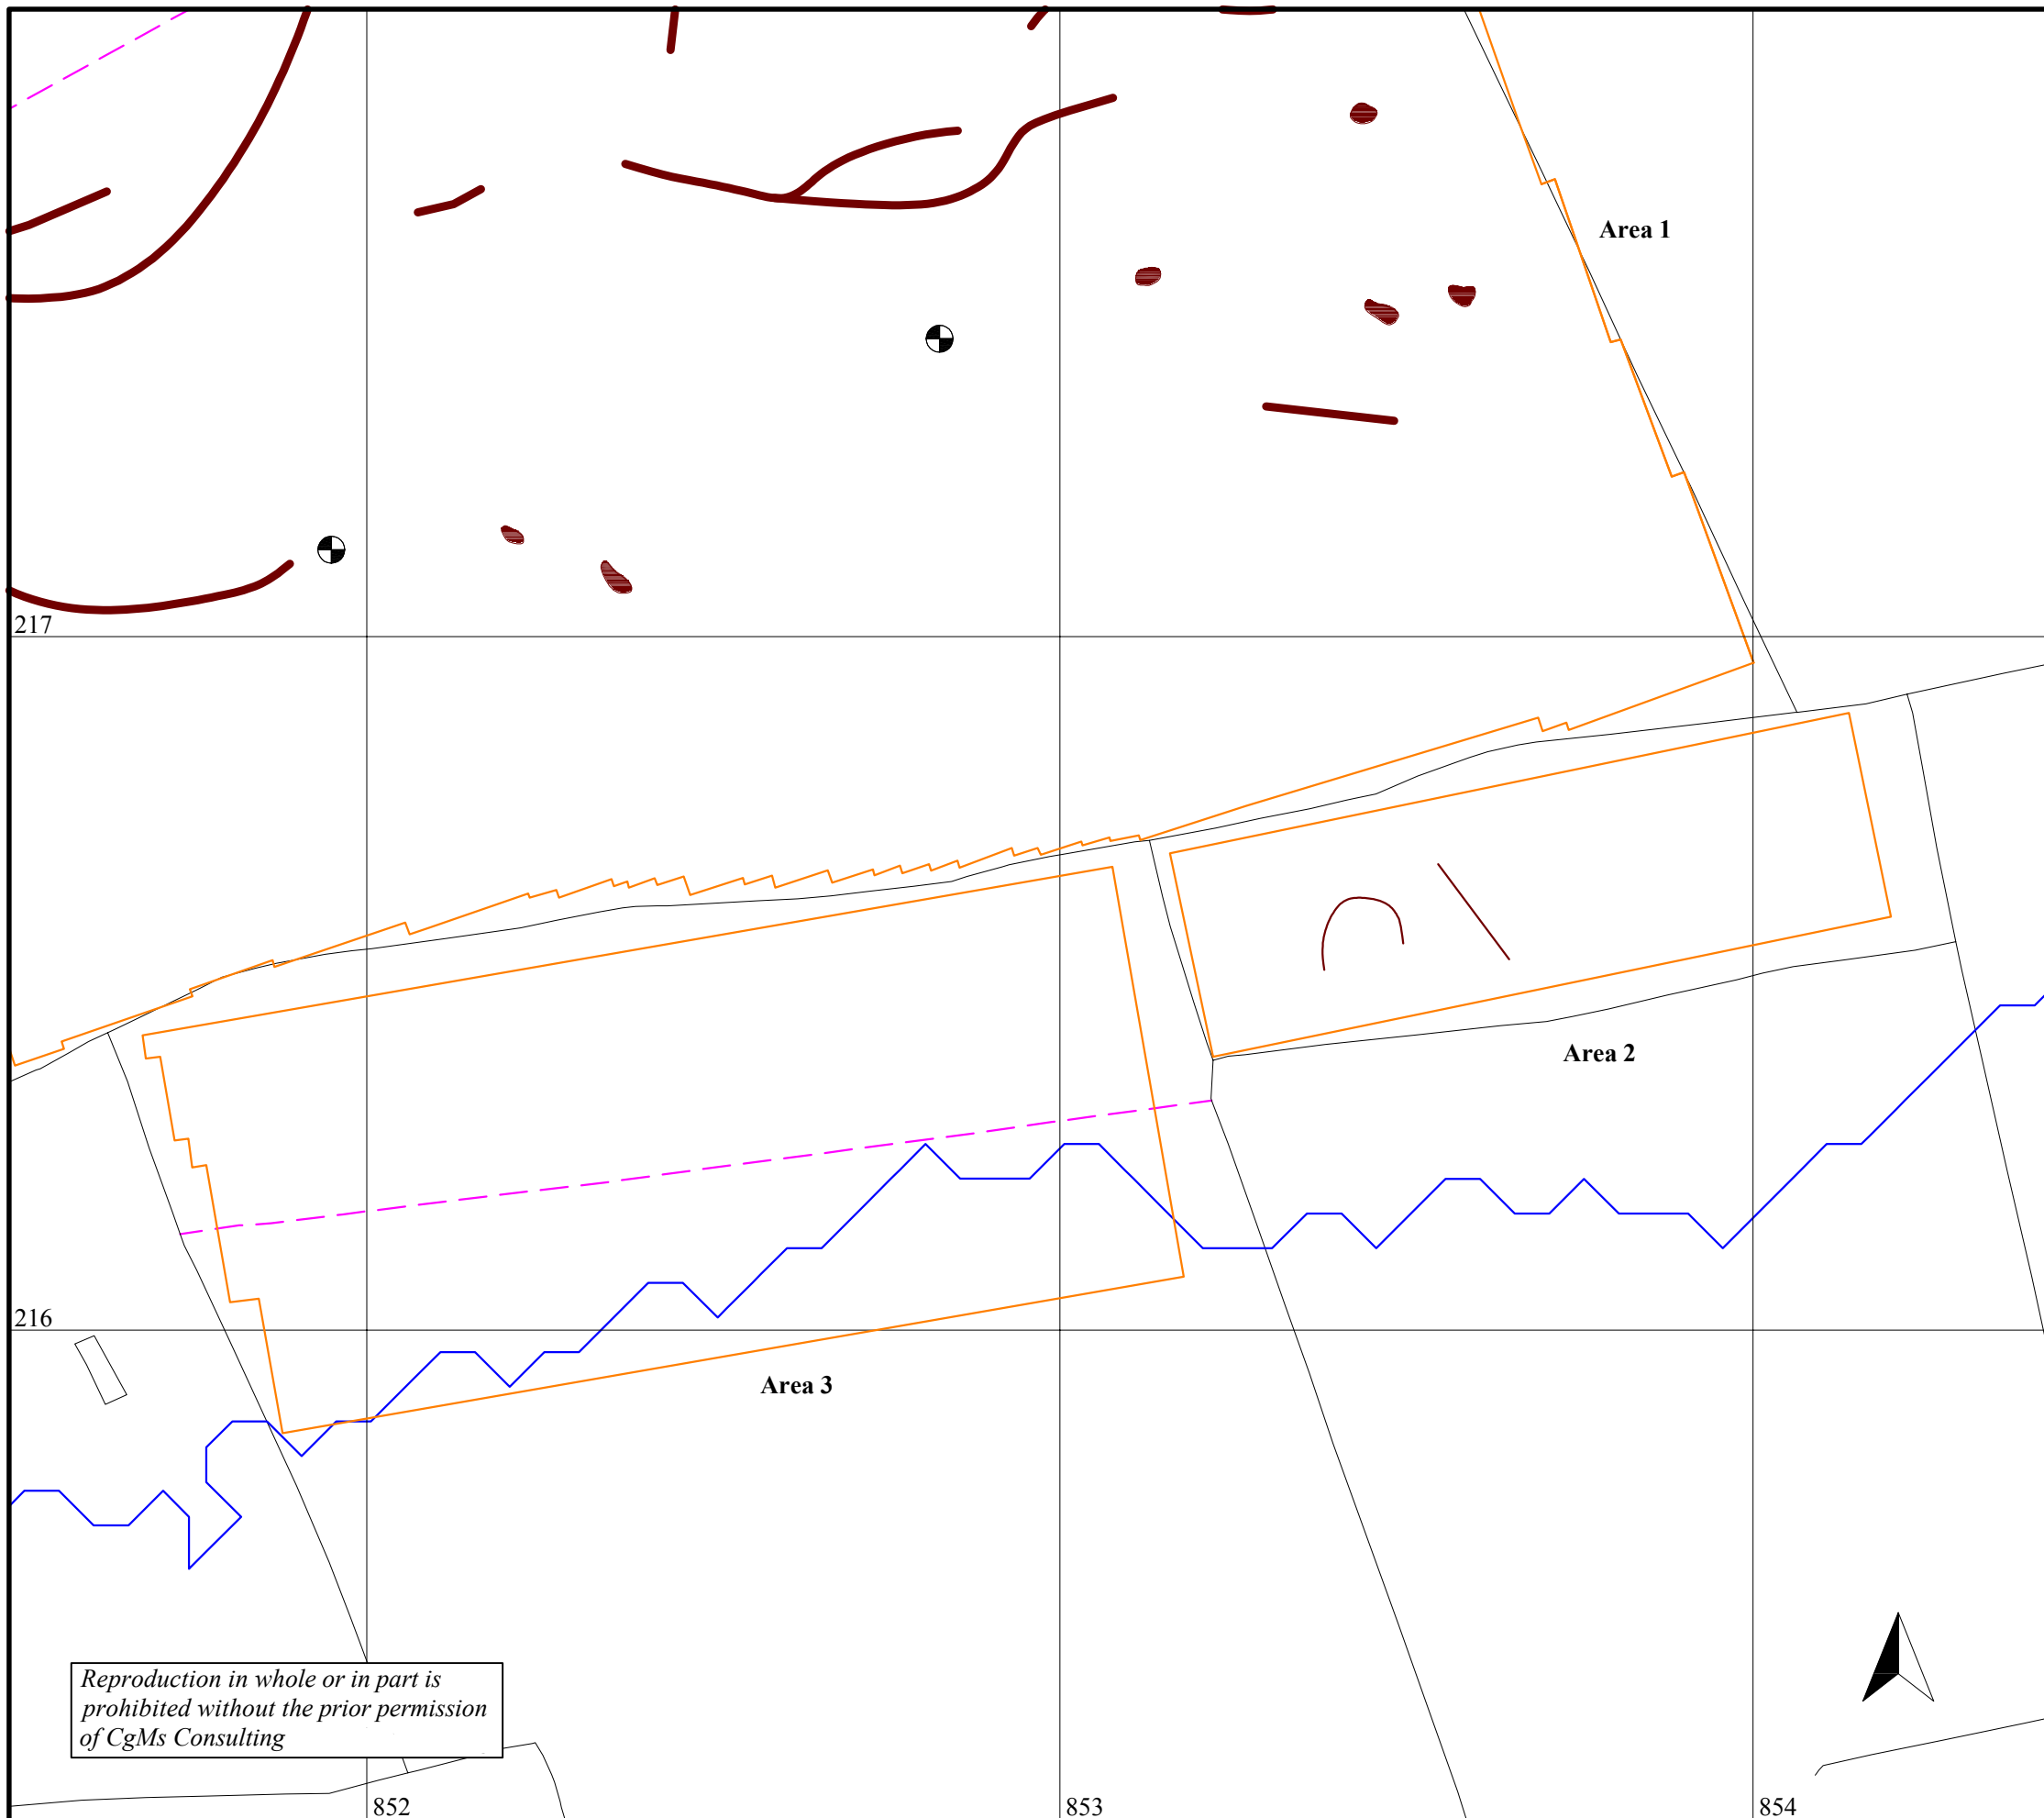 Area 1
217
Area 2
216
Area 3
Reproduction in whole or in part is
prohibited without the prior permission
of CgMs Consulting
852
853
854